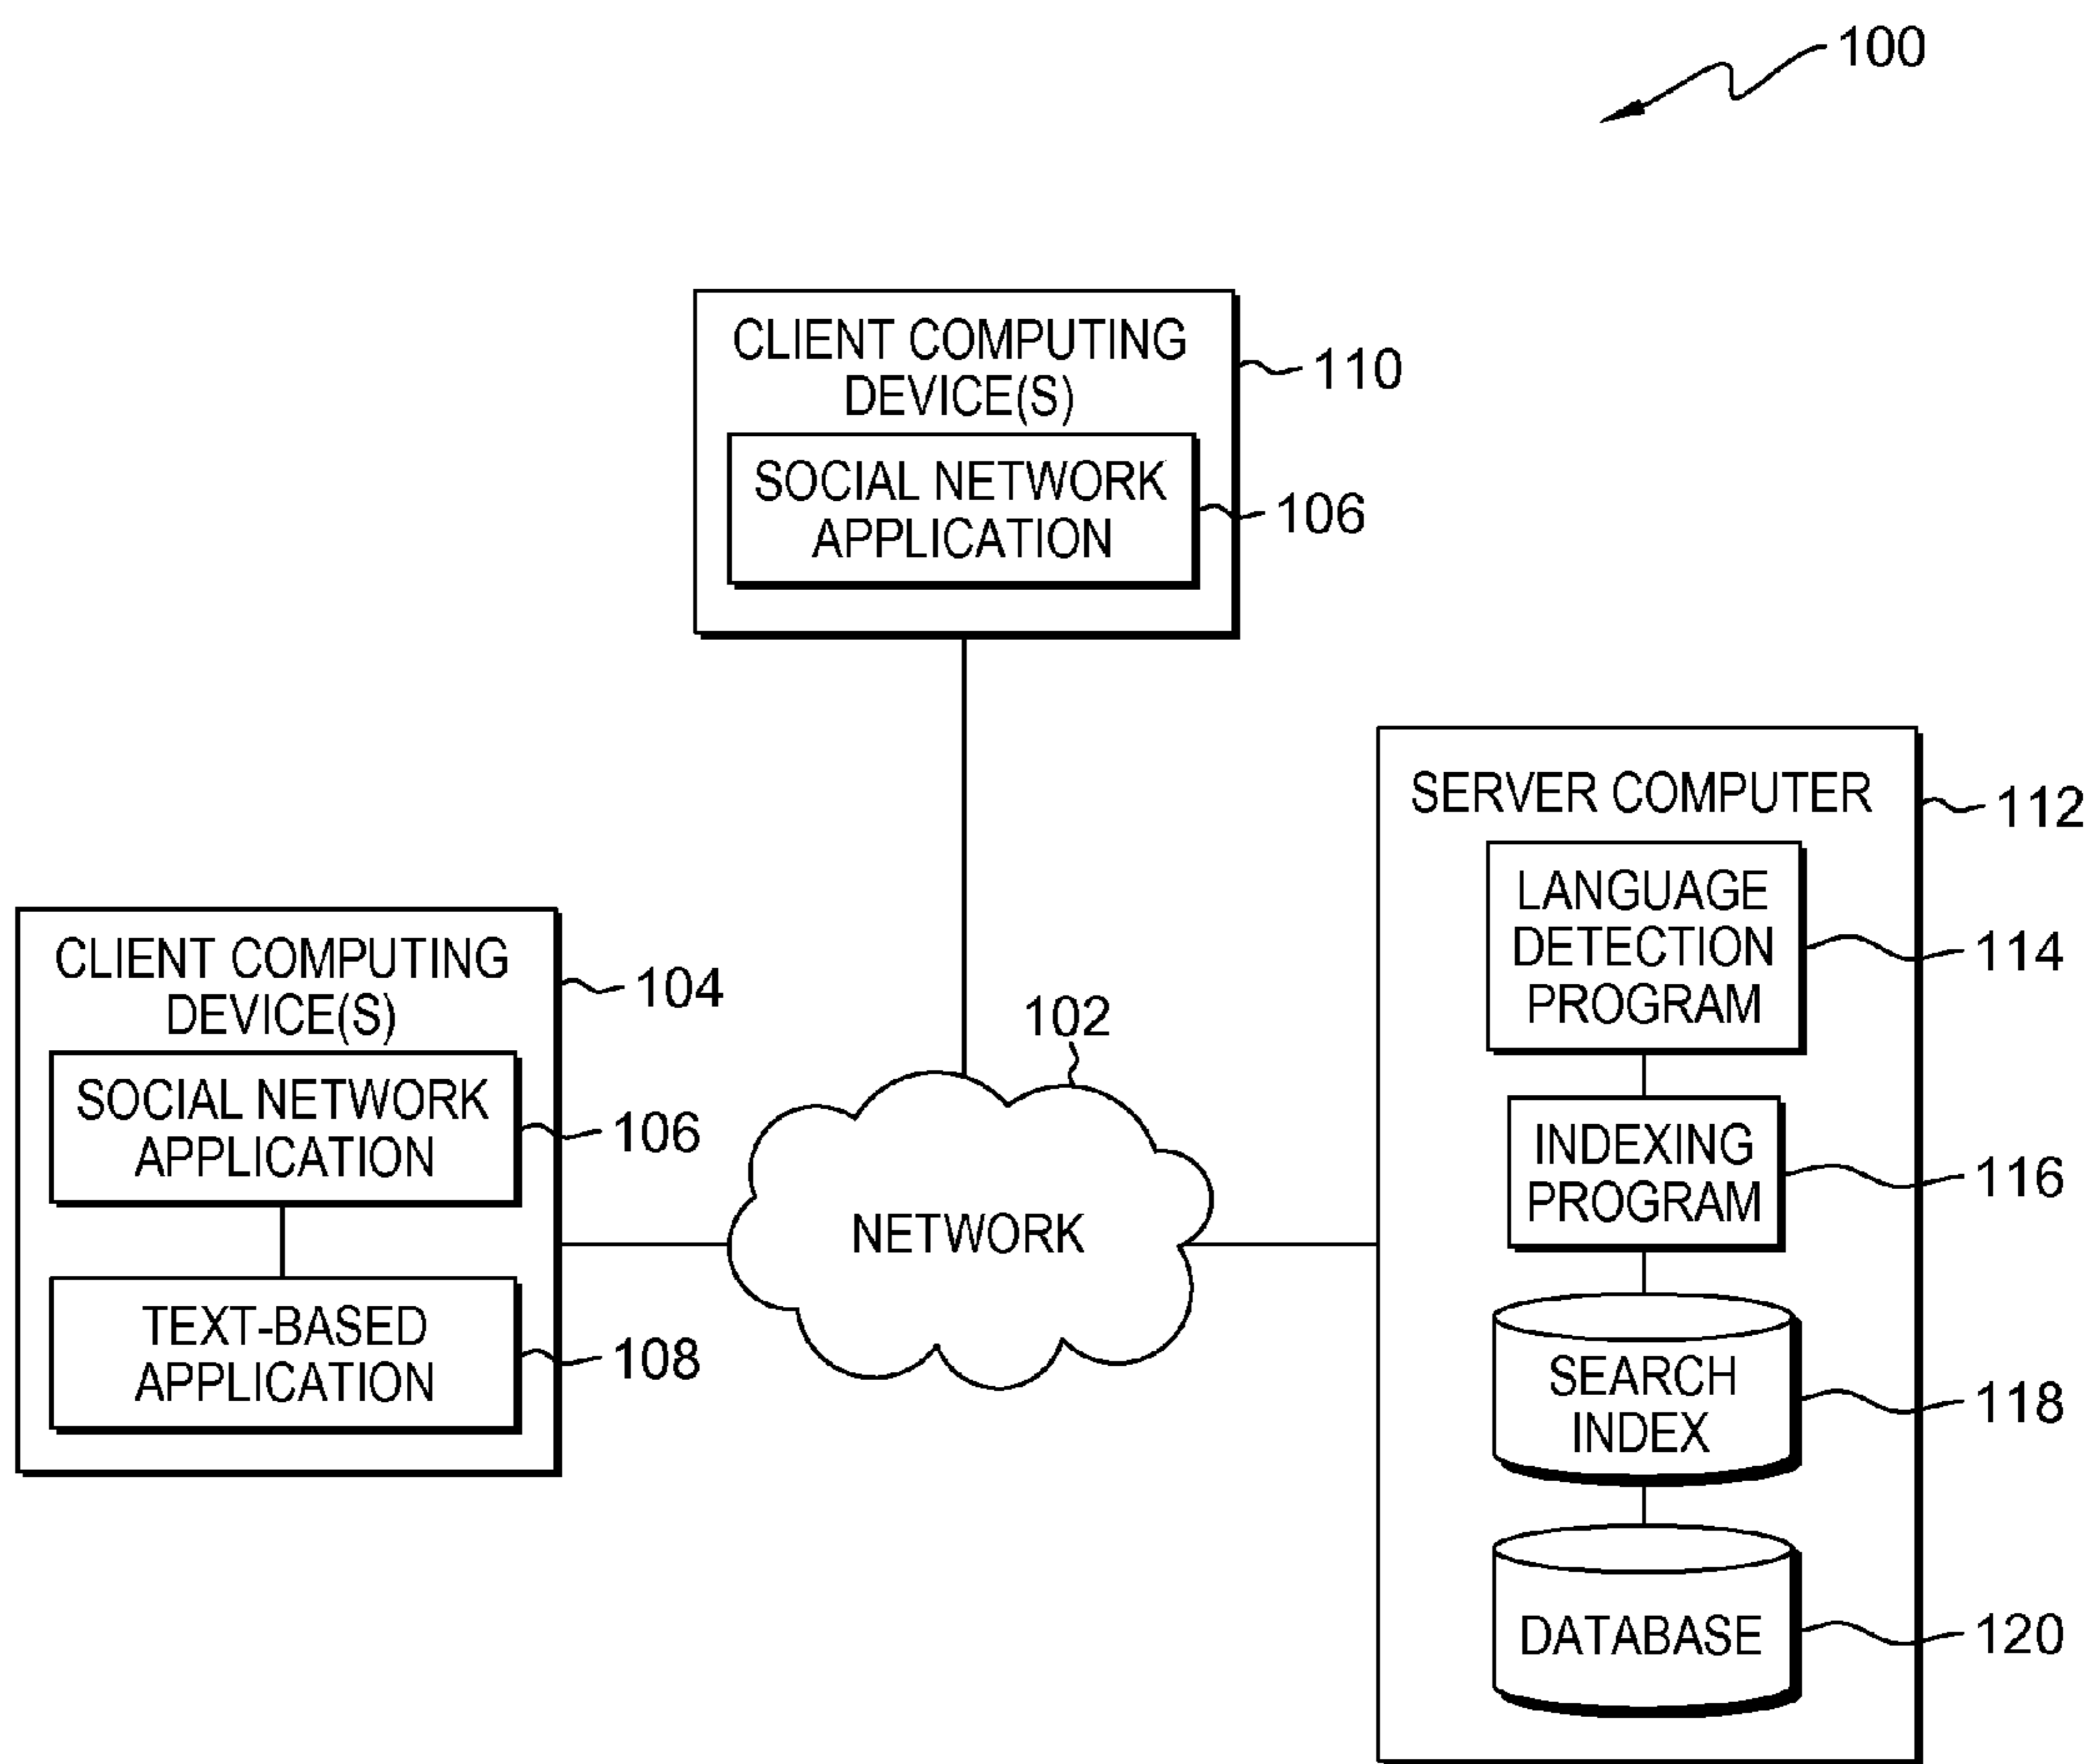 100
CLIENT COMPUTING
DEVICE(S)
110
SOCIAL NETWORK
APPLICATION
106
SERVER COMPUTER
112
LANGUAGE
DETECTION
PROGRAM
114
INDEXING
PROGRAM
116
SEARCH
INDEX
118
DATABASE
120
CLIENT COMPUTING
DEVICE(S)
104
SOCIAL NETWORK
APPLICATION
106
TEXT-BASED
APPLICATION
108
102
NETWORK